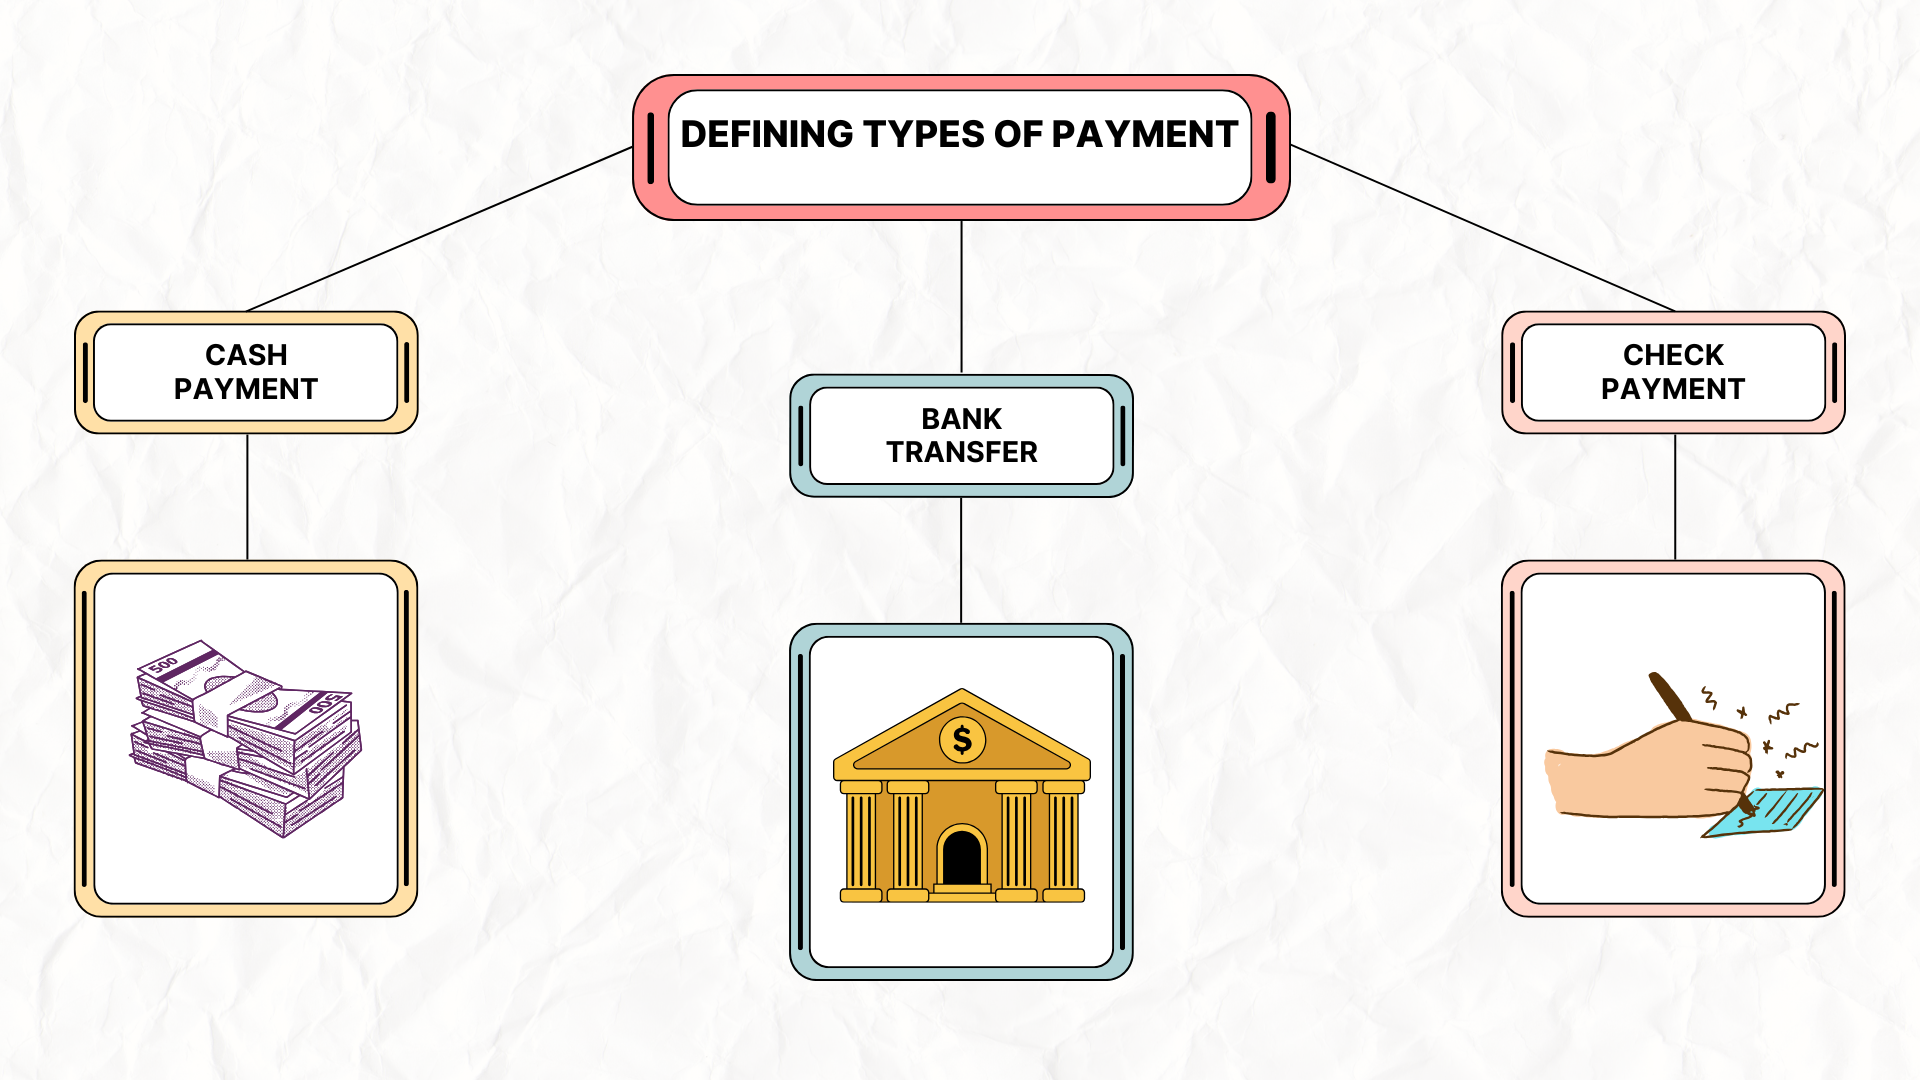 DEFINING TYPES OF PAYMENT
CASH
PAYMENT
BANK
TRANSFER
CHECK
PAYMENT
500
500
$